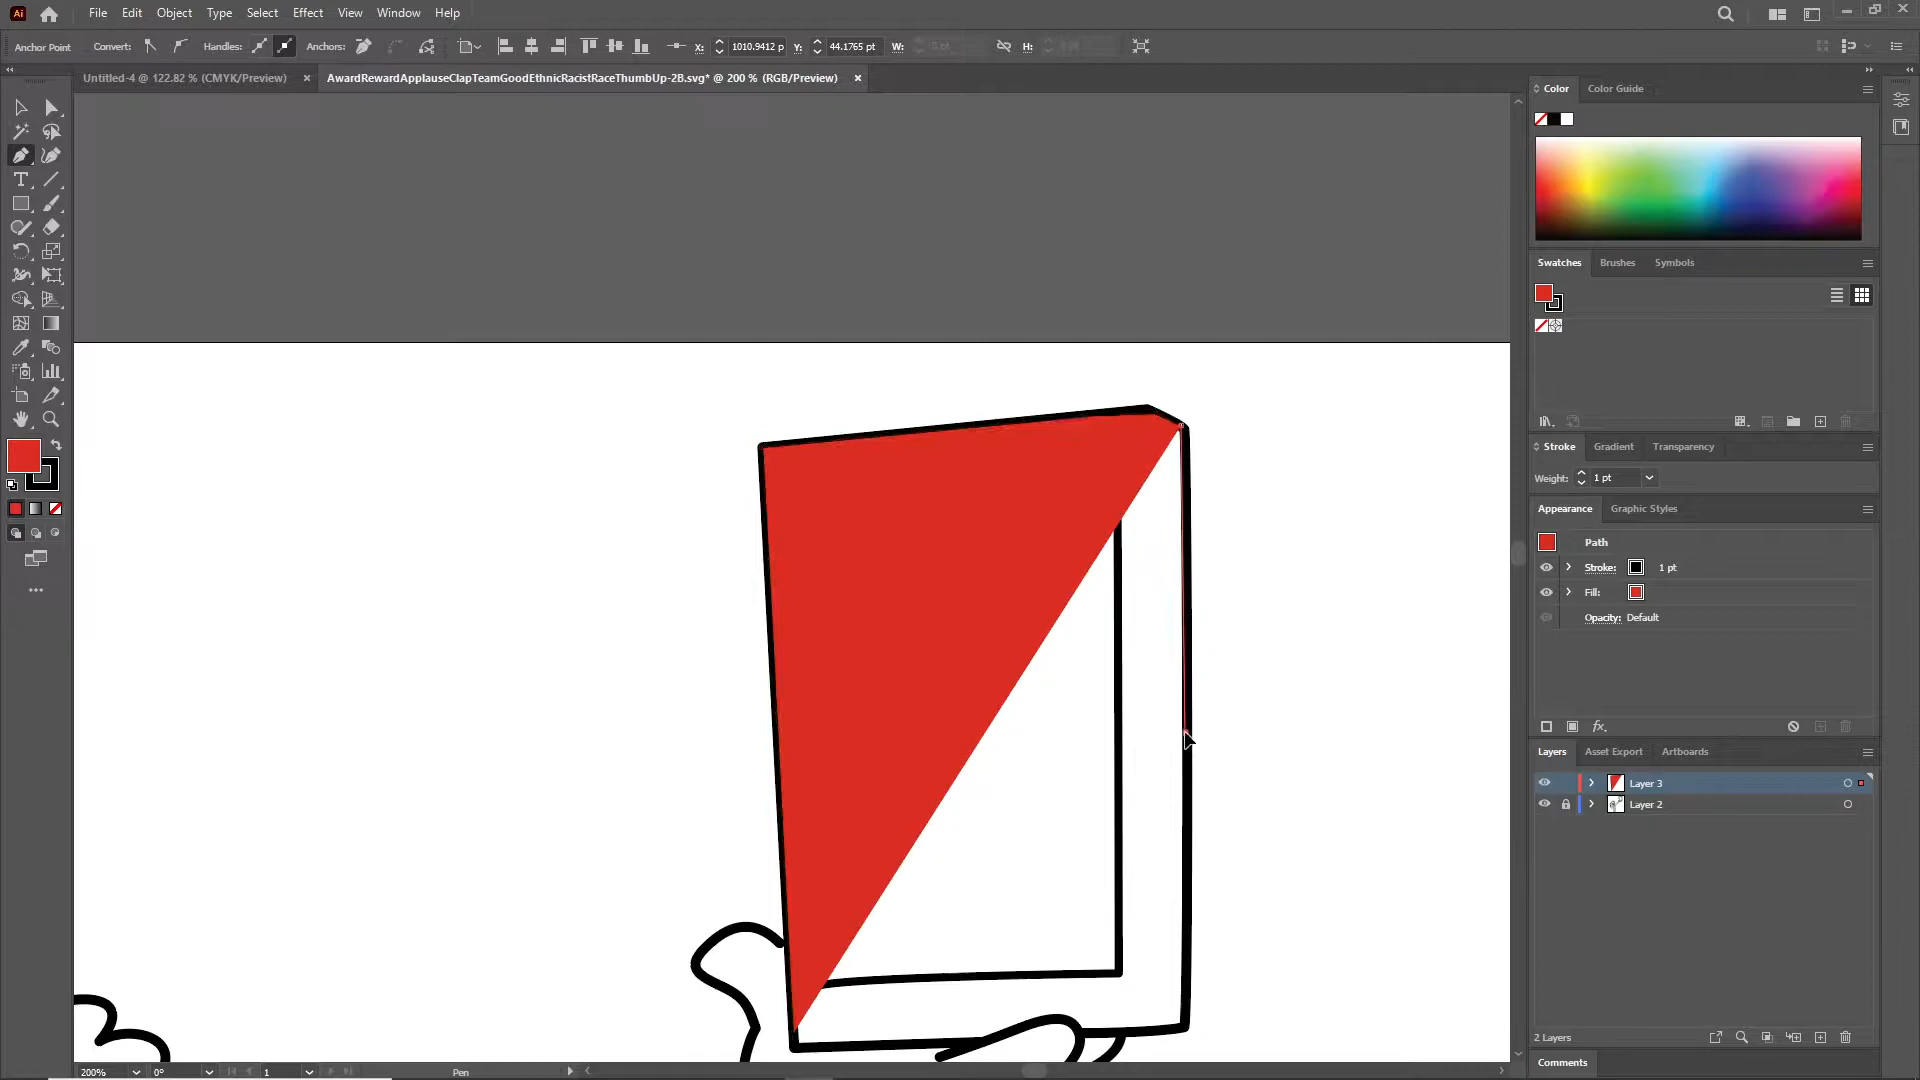 Ai File Edit Object Type Select Effect View Window Help
Anchor Point Convert: Handles: Anchors: X: 1010.9412 p Y: 44.1765 pt W: H:
Untitled-4 @ 122.82 % (CMYK/Preview) × AwardRewardApplauseClapTeamGoodEthnicRacistRaceThumbUp-2B.svg* @ 200 % (RGB/Preview) ×
Color Color Guide
Swatches Brushes Symbols
Stroke Gradient Transparency
Weight: 1 pt
Appearance Graphic Styles
Path
Stroke: 1 pt
Fill:
Opacity: Default
fx.
Layers Asset Export Artboards
Layer 3
Layer 2
2 Layers
Comments
200% 0° 1 Pen